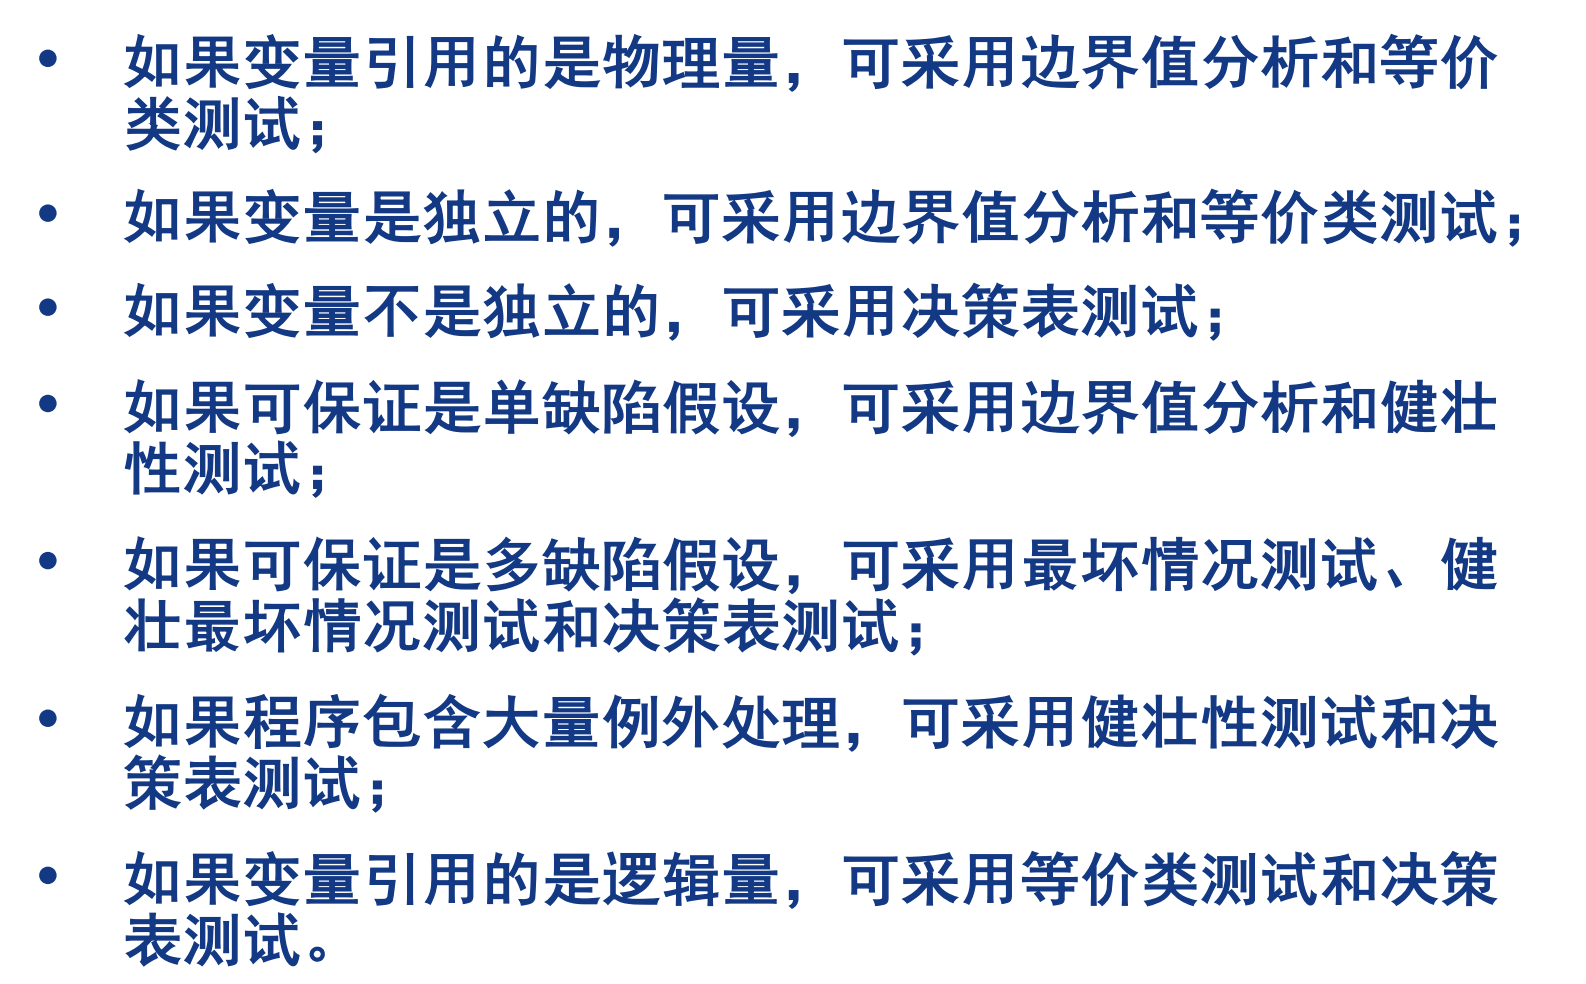 • 如果变量引用的是物理量，可采用边界值分析和等价
类测试；
• 如果变量是独立的，可采用边界值分析和等价类测试；
• 如果变量不是独立的，可采用决策表测试；
• 如果可保证是单缺陷假设，可采用边界值分析和健壮
性测试；
• 如果可保证是多缺陷假设，可采用最坏情况测试、健
壮最坏情况测试和决策表测试；
• 如果程序包含大量例外处理，可采用健壮性测试和决
策表测试；
• 如果变量引用的是逻辑量，可采用等价类测试和决策
表测试。